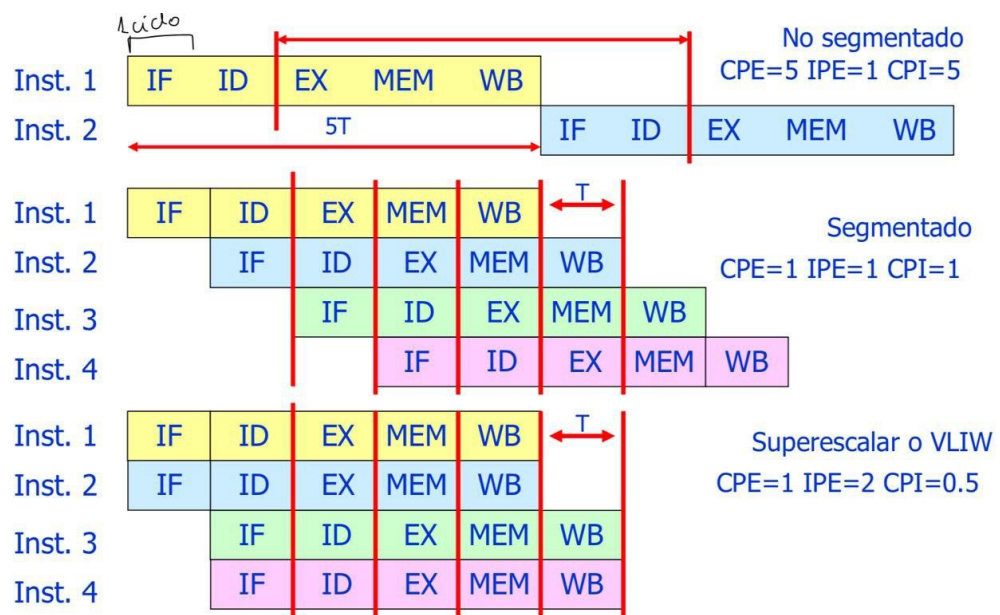 1 ciclo
No segmentado
CPE=5 IPE=1 CPI=5
Inst. 1 IF ID EX MEM WB
Inst. 2 5T IF ID EX MEM WB
T
Inst. 1 IF ID EX MEM WB
Segmentado
Inst. 2 IF ID EX MEM WB
CPE=1 IPE=1 CPI=1
Inst. 3 IF ID EX MEM WB
Inst. 4 IF ID EX MEM WB
T
Inst. 1 IF ID EX MEM WB
Superescalar o VLIW
Inst. 2 IF ID EX MEM WB
CPE=1 IPE=2 CPI=0.5
Inst. 3 IF ID EX MEM WB
Inst. 4 IF ID EX MEM WB